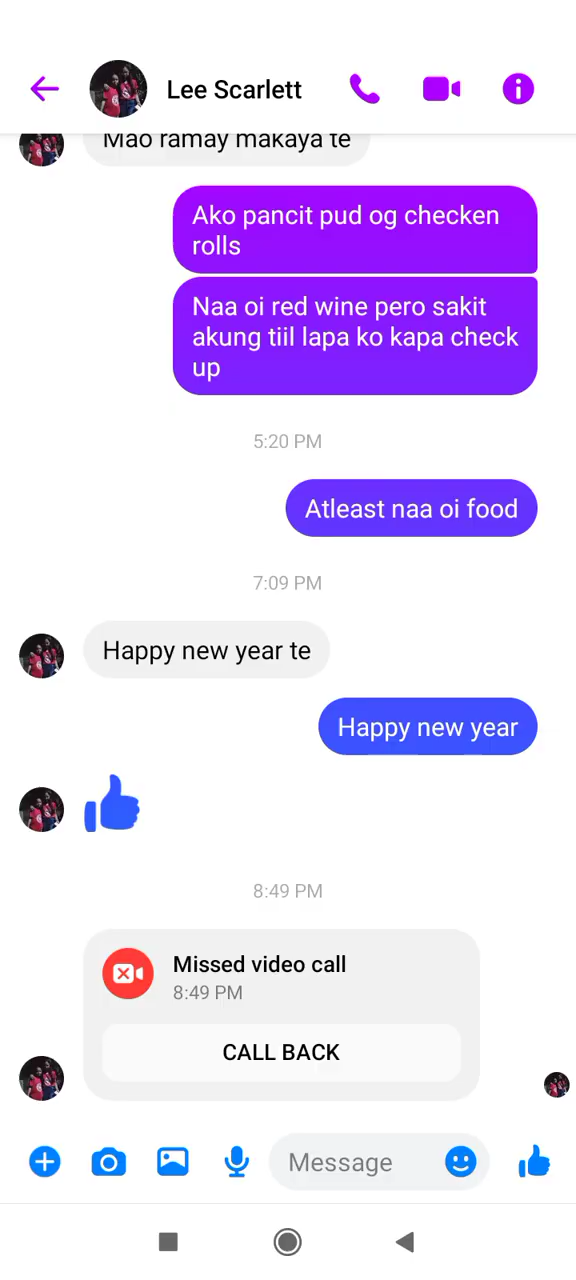 Lee Scarlett
Mao ramay makaya te
Ako pancit pud og checken
rolls
Naa oi red wine pero sakit
akung tiil lapa ko kapa check
up
5:20 PM
Atleast naa oi food
7:09 PM
Happy new year te
Happy new year
8:49 PM
Missed video call
8:49 PM
CALL BACK
Message